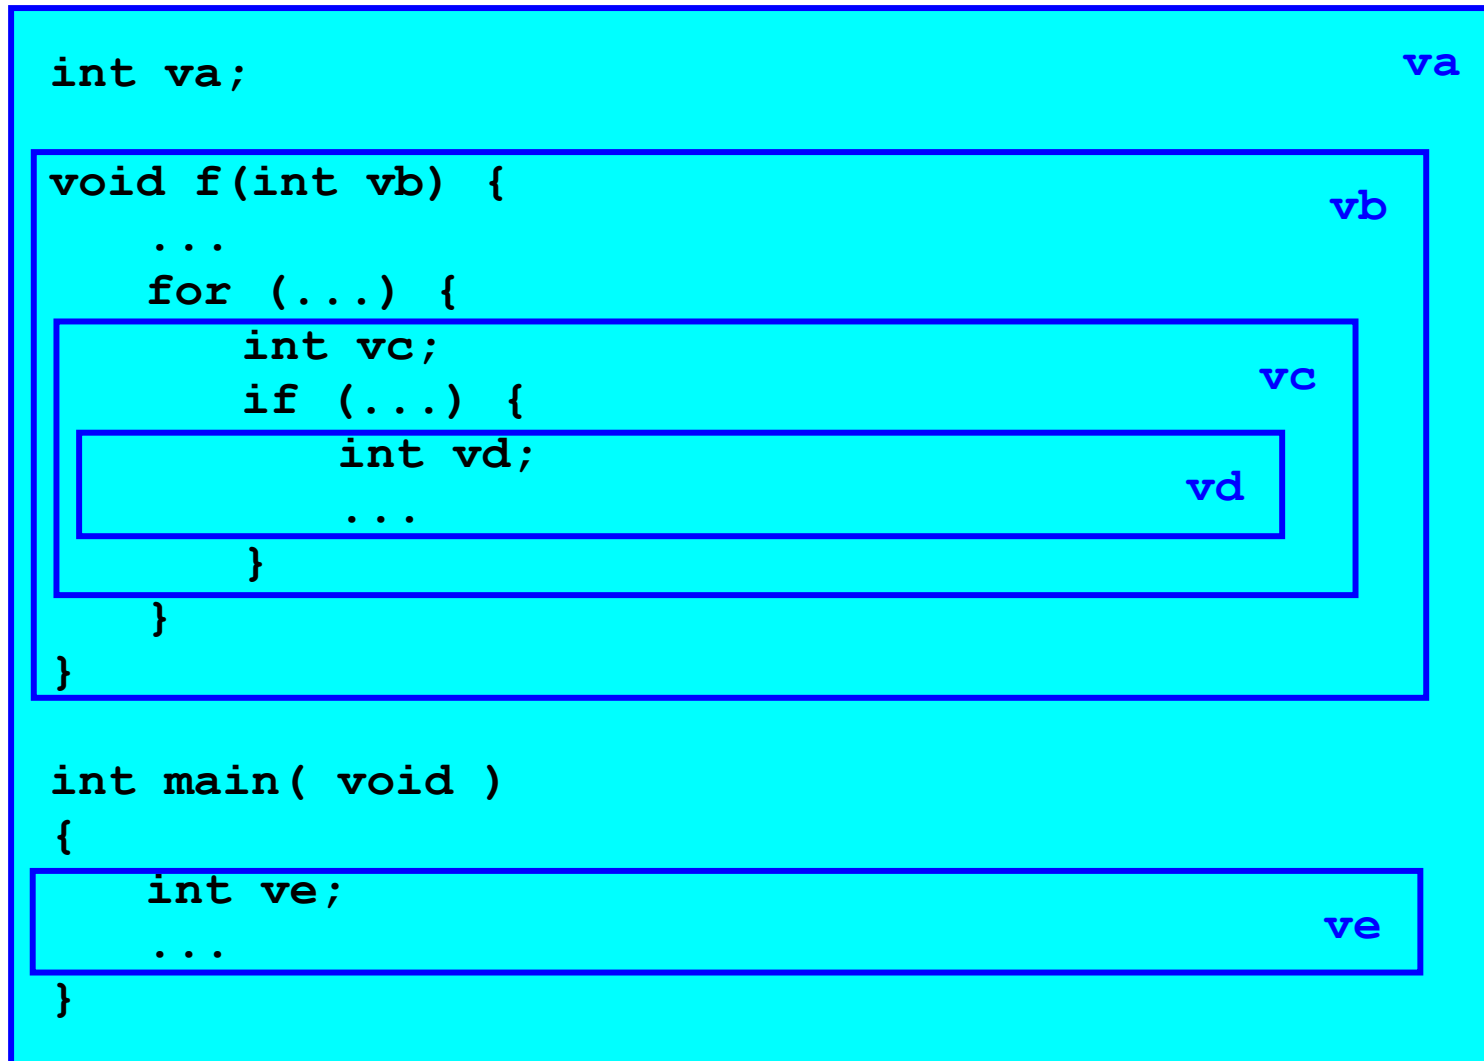 int va; va
void f(int vb) {
vb
...
for (...) {
int vc;
vc
if (...) {
int vd;
vd
...
}
}
}
int main( void )
{
int ve;
ve
...
}